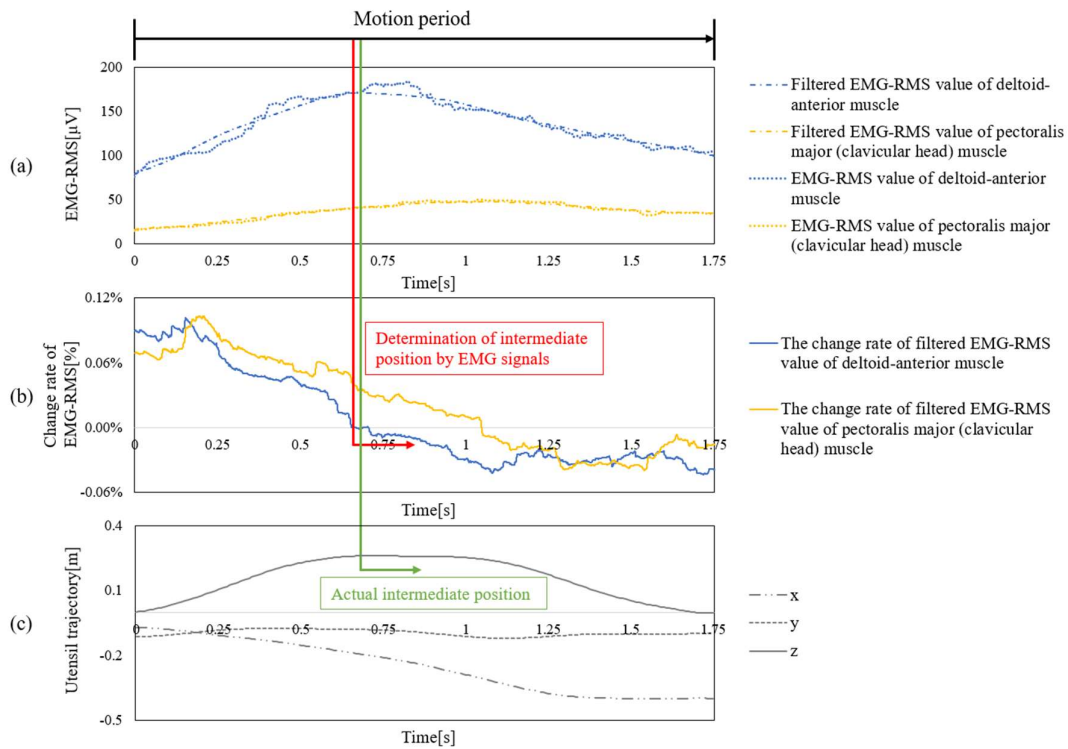 Motion period
(a)
EMG-RMS[µV]
200
150
100
50
0
0 0.25 0.5 0.75 1 1.25 1.5 1.75
Time[s]
Filtered EMG-RMS value of deltoid-
anterior muscle
Filtered EMG-RMS value of pectoralis
major (clavicular head) muscle
EMG-RMS value of deltoid-anterior
muscle
EMG-RMS value of pectoralis major
(clavicular head) muscle
(b)
Change rate of
EMG-RMS[%]
0.12%
0.06%
0.00%
-0.06%
0 0.25 0.5 0.75 1 1.25 1.5 1.75
Time[s]
Determination of intermediate
position by EMG signals
The change rate of filtered EMG-RMS
value of deltoid-anterior muscle
The change rate of filtered EMG-RMS
value of pectoralis major (clavicular
head) muscle
(c)
Utensil trajectory[m]
0.4
0.1
-0.2
-0.5
0 0.25 0.5 0.75 1 1.25 1.5 1.75
Time[s]
Actual intermediate position
x
y
z